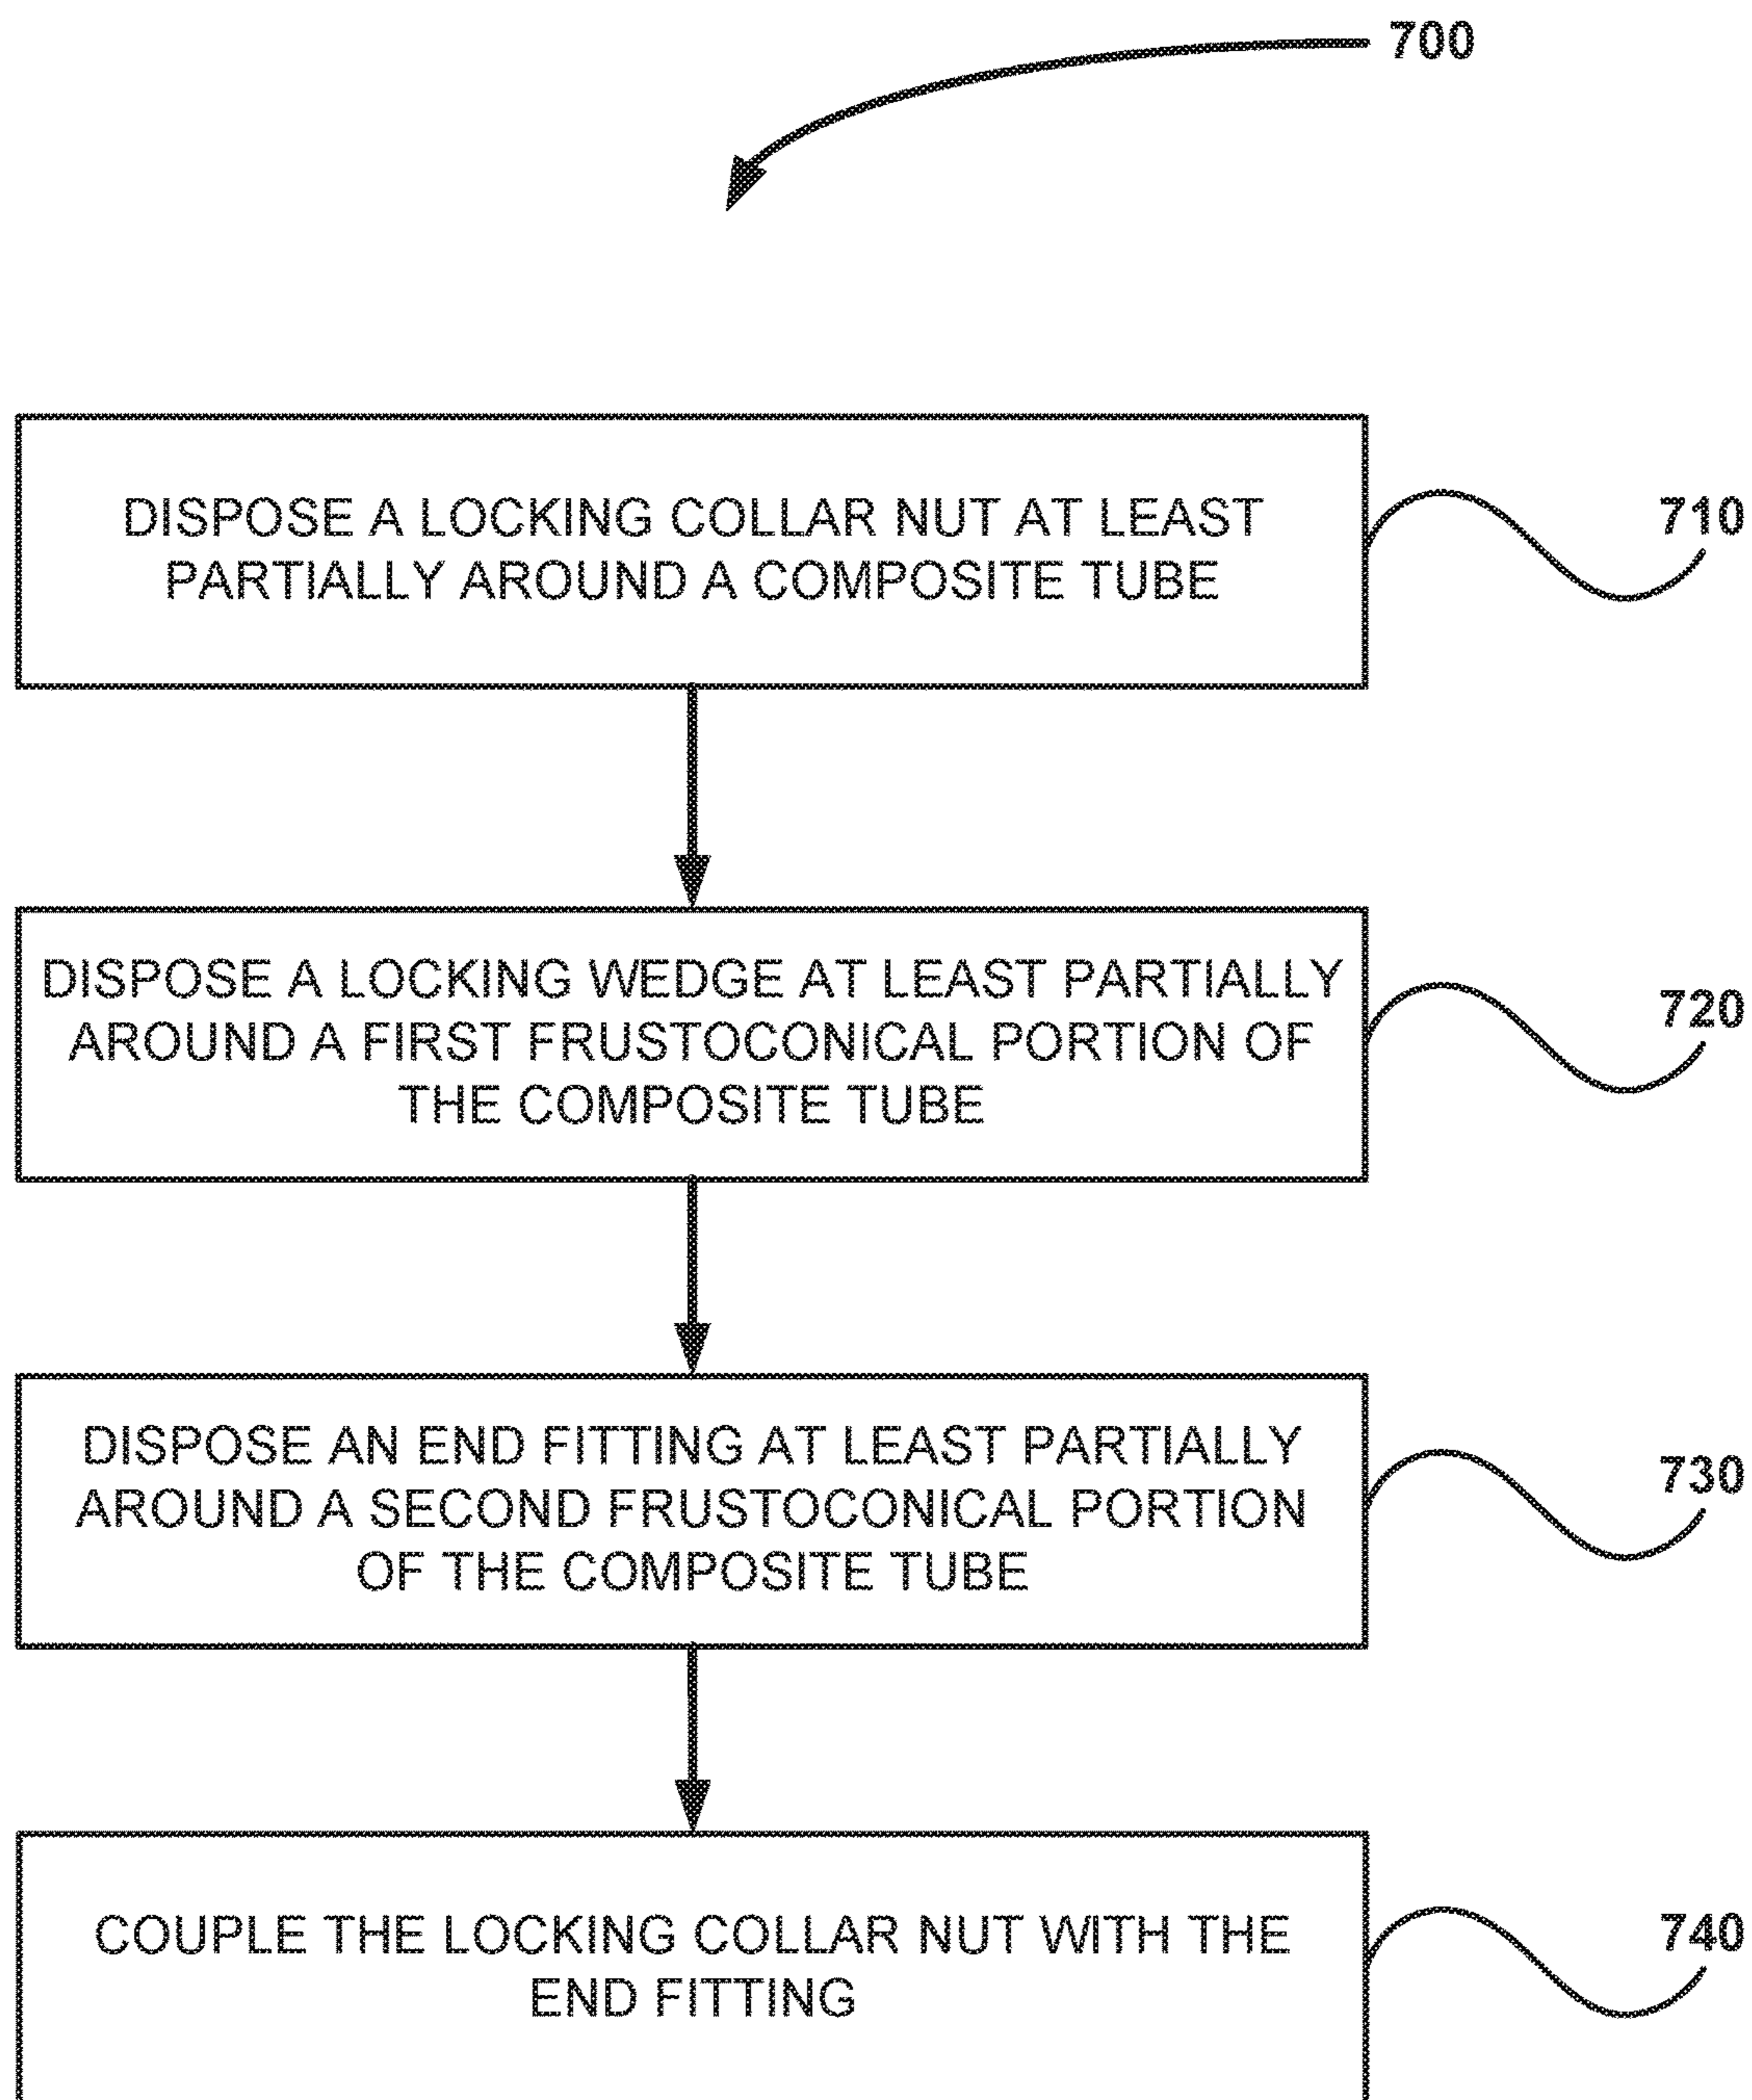 700
DISPOSE A LOCKING COLLAR NUT AT LEAST
PARTIALLY AROUND A COMPOSITE TUBE
710
DISPOSE A LOCKING WEDGE AT LEAST PARTIALLY
AROUND A FIRST FRUSTOCONICAL PORTION OF
THE COMPOSITE TUBE
720
DISPOSE AN END FITTING AT LEAST PARTIALLY
AROUND A SECOND FRUSTOCONICAL PORTION
OF THE COMPOSITE TUBE
730
COUPLE THE LOCKING COLLAR NUT WITH THE
END FITTING
740